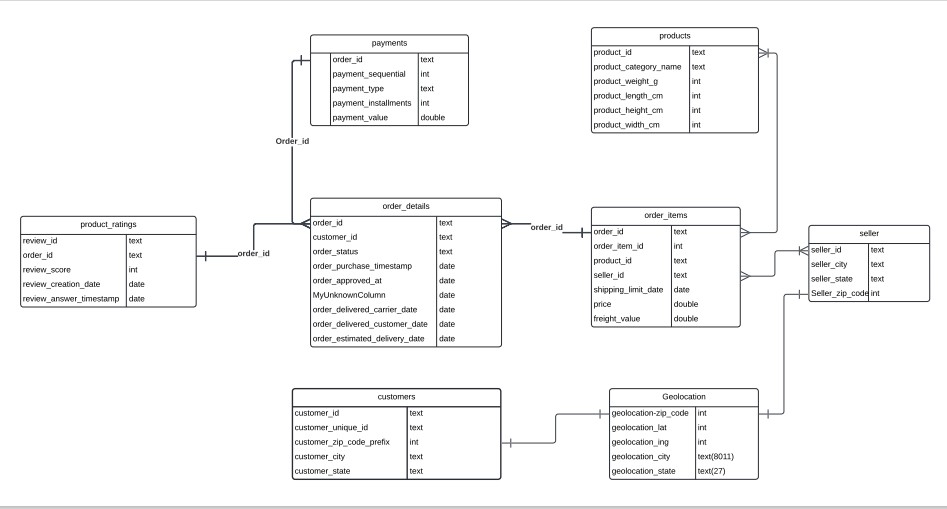 payments
order_id text
payment_sequential int
payment_type text
payment_installments int
payment_value double
products
product_id text
product_category_name text
product_weight_g int
product_length_cm int
product_height_cm int
product_width_cm int
Order_id
product_ratings
review_id text
order_id text
review_score int
review_creation_date date
review_answer_timestamp date
order_id
order_details
order_id text
customer_id text
order_status text
order_purchase_timestamp date
order_approved_at date
MyUnknownColumn date
order_delivered_carrier_date date
order_delivered_customer_date date
order_estimated_delivery_date date
order_id
order_items
order_id text
order_item_id int
product_id text
seller_id text
shipping_limit_date date
price double
freight_value double
seller
seller_id text
seller_city text
seller_state text
Seller_zip_code int
customers
customer_id text
customer_unique_id text
customer_zip_code_prefix int
customer_city text
customer_state text
Geolocation
geolocation-zip_code int
geolocation_lat int
geolocation_ing int
geolocation_city text(8011)
geolocation_state text(27)